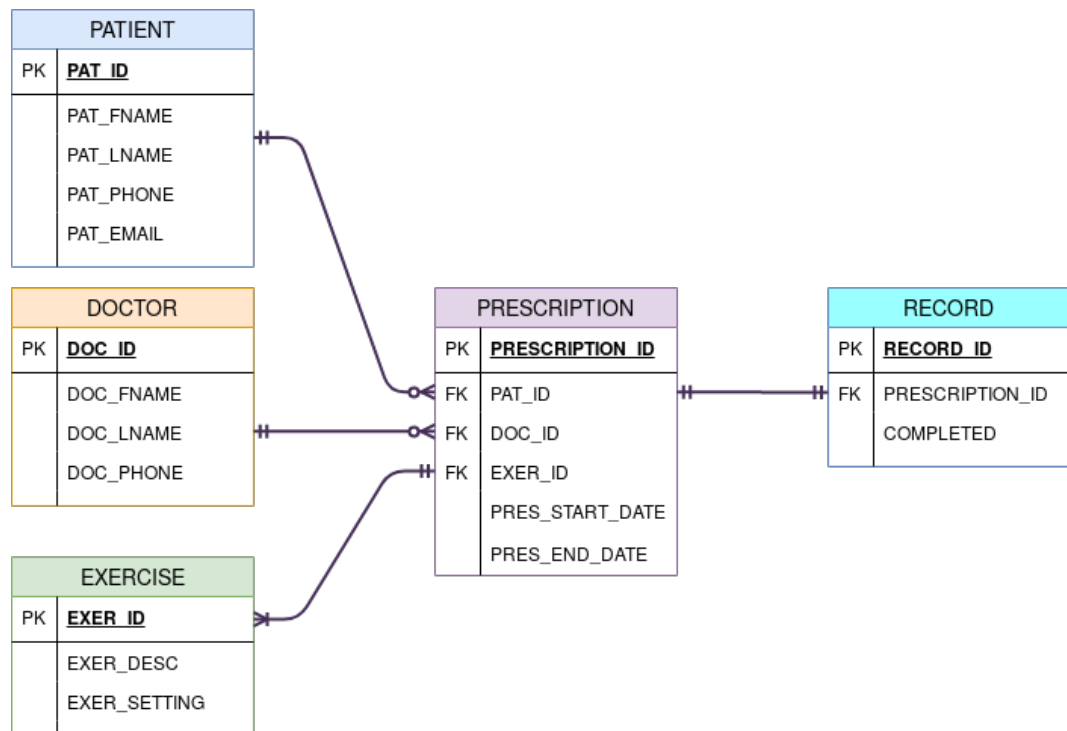 PATIENT
PK PAT_ID
PAT_FNAME
PAT_LNAME
PAT_PHONE
PAT_EMAIL
DOCTOR
PK DOC_ID
DOC_FNAME
DOC_LNAME
DOC_PHONE
EXERCISE
PK EXER_ID
EXER_DESC
EXER_SETTING
PRESCRIPTION
PK PRESCRIPTION_ID
FK PAT_ID
FK DOC_ID
FK EXER_ID
PRES_START_DATE
PRES_END_DATE
RECORD
PK RECORD_ID
FK PRESCRIPTION_ID
COMPLETED